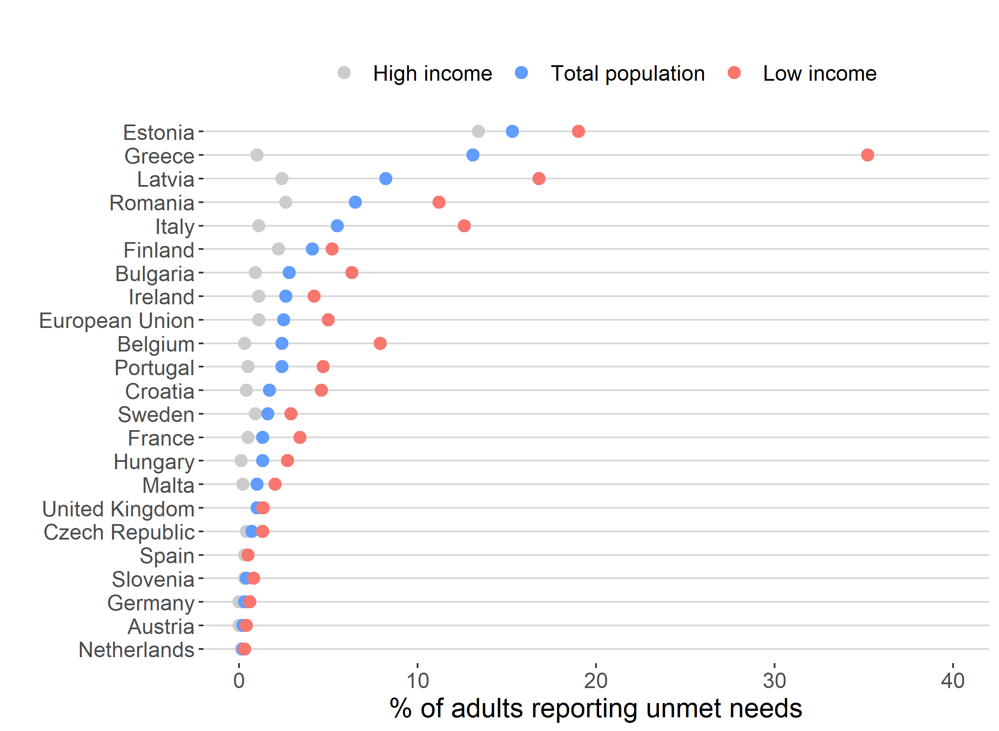 High income Total population Low income
Estonia
Greece
Latvia
Romania
Italy
Finland
Bulgaria
Ireland
European Union
Belgium
Portugal
Croatia
Sweden
France
Hungary
Malta
United Kingdom
Czech Republic
Spain
Slovenia
Germany
Austria
Netherlands
0 10 20 30 40
% of adults reporting unmet needs